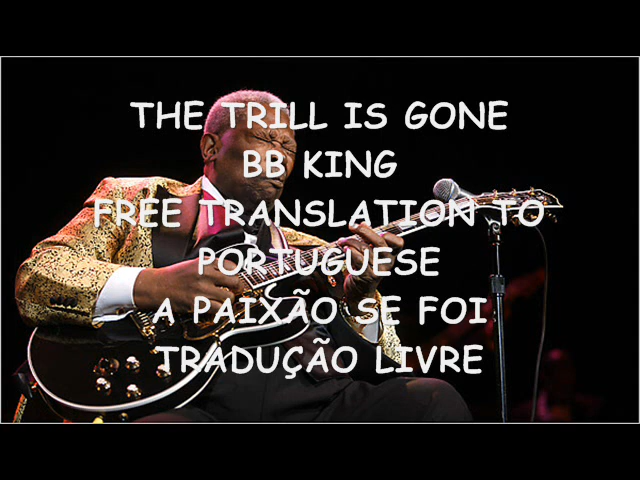 THE TRILL IS GONE
BB KING
FREE TRANSLATION TO
PORTUGUESE
A PAIXÃO SE FOI
TRADUÇÃO LIVRE